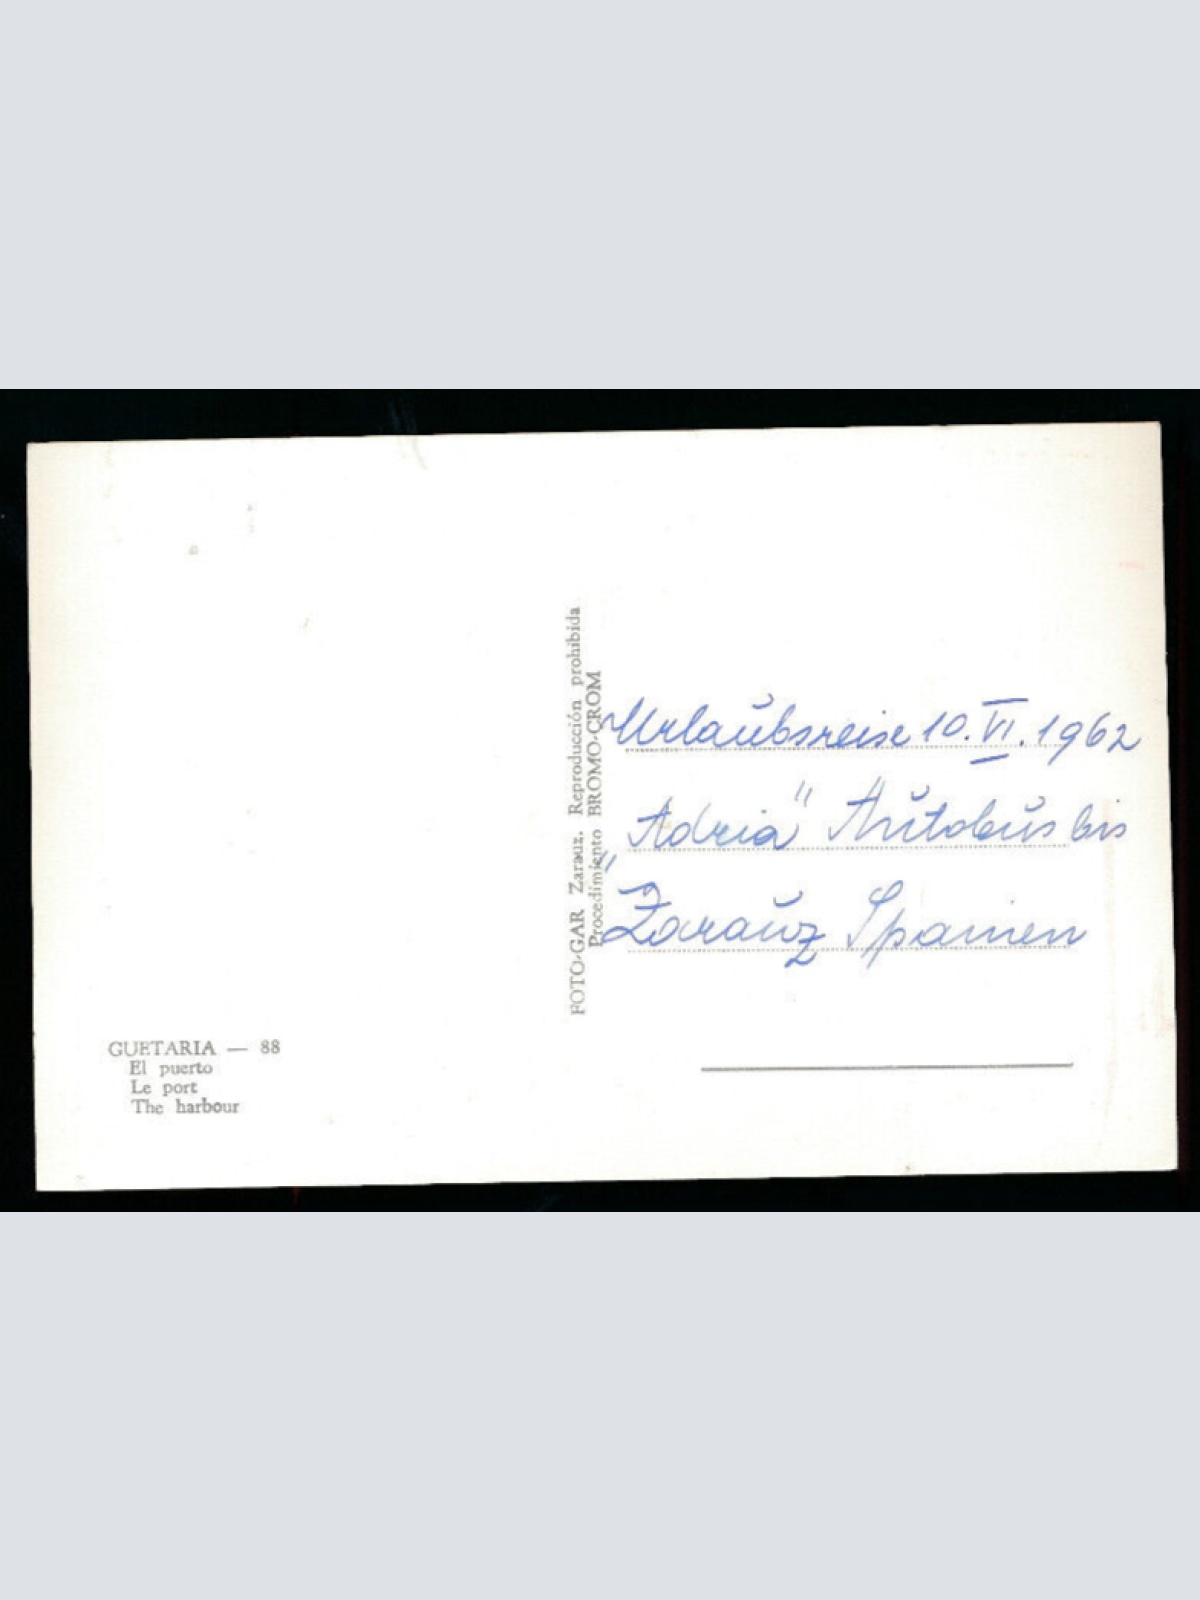 Urlaubsreise 10. VI. 1962
"Adria" Autobus bis
Zarauz Spanien
FOTO-GAR Zarauz. Reproducción prohibida
Procedimiento BROMO-CROM
GUETARIA — 88
El puerto
Le port
The harbour